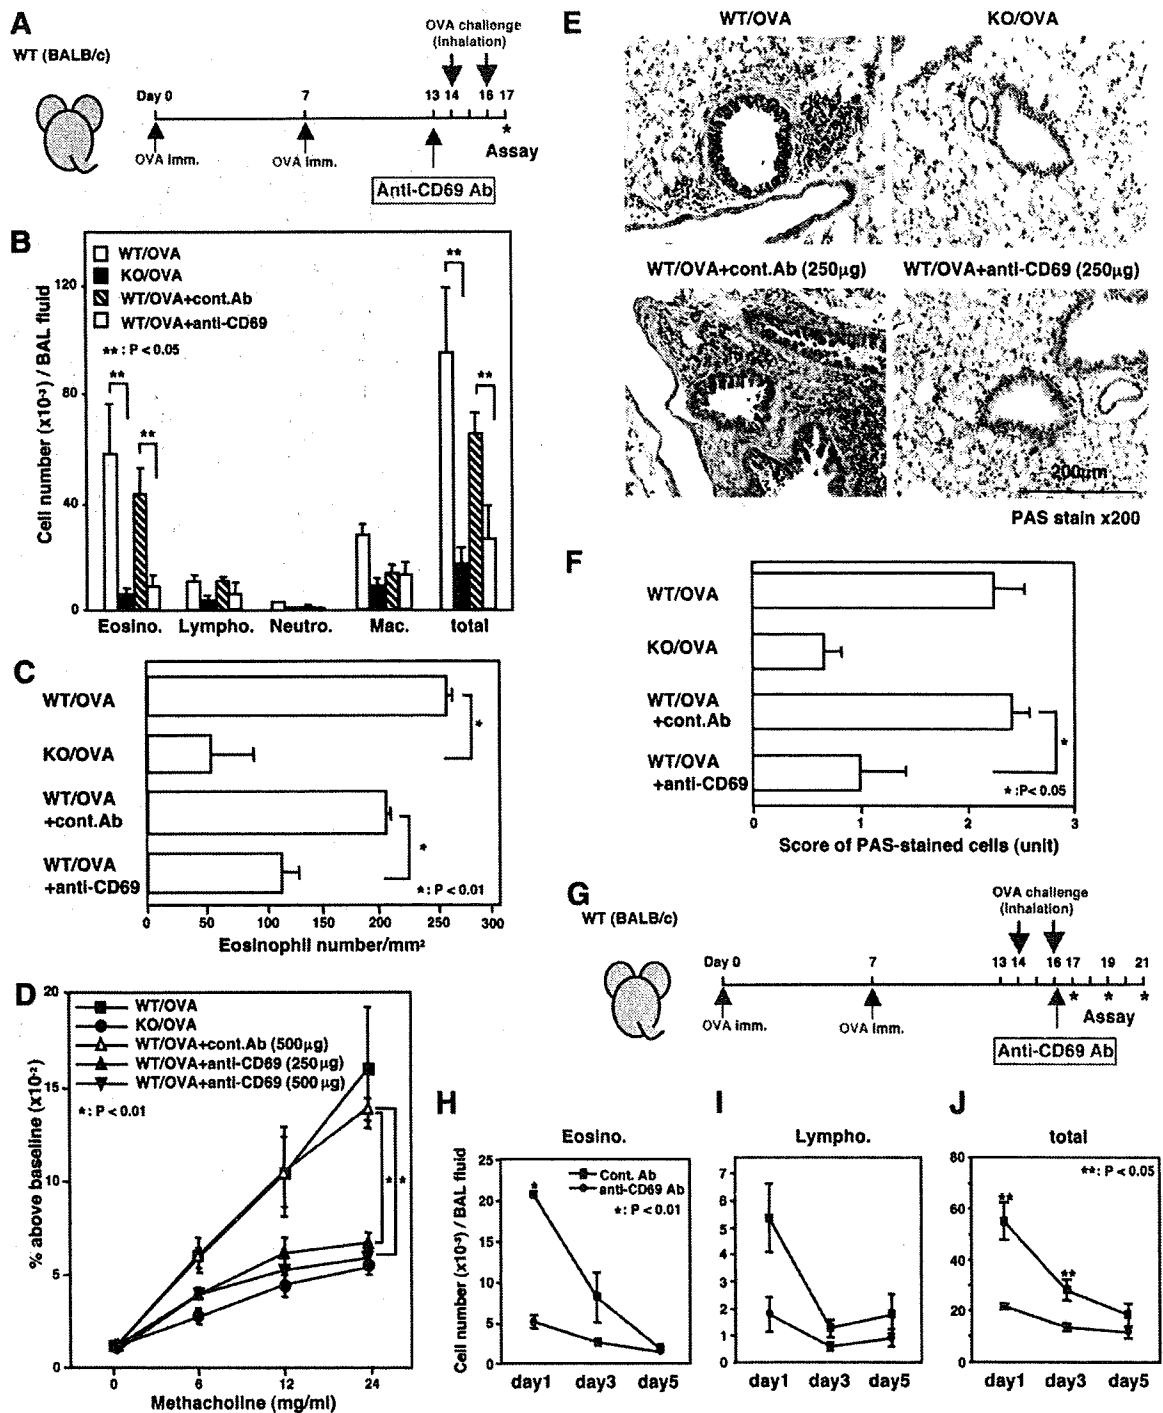 A
WT (BALB/c)
OVA challenge
(inhalation)
Day 0
7
13
14
16
17
*
OVA imm.
OVA imm.
Assay
Anti-CD69 Ab
B
WT/OVA
KO/OVA
WT/OVA+cont.Ab
WT/OVA+anti-CD69
**: P < 0.05
**
**
**
**
Cell number (x10⁻³) / BAL fluid
120
80
40
0
Eosino.
Lympho.
Neutro.
Mac.
total
C
WT/OVA
KO/OVA
WT/OVA
+cont.Ab
WT/OVA
+anti-CD69
*
*
*: P < 0.01
0
50
100
150
200
250
300
Eosinophil number/mm²
D
WT/OVA
KO/OVA
WT/OVA+cont.Ab (500µg)
WT/OVA+anti-CD69 (250µg)
WT/OVA+anti-CD69 (500µg)
*: P < 0.01
* *
% above baseline (x10⁻²)
20
15
10
5
0
0
6
12
24
Methacholine (mg/ml)
E
WT/OVA
KO/OVA
WT/OVA+cont.Ab (250µg)
WT/OVA+anti-CD69 (250µg)
200µm
PAS stain x200
F
WT/OVA
KO/OVA
WT/OVA
+cont.Ab
WT/OVA
+anti-CD69
*
*:P< 0.05
0
1
2
3
Score of PAS-stained cells (unit)
G
WT (BALB/c)
OVA challenge
(inhalation)
Day 0
7
13
14
16
17
19
21
* * *
OVA imm.
OVA imm.
Assay
Anti-CD69 Ab
H
Eosino.
Cont. Ab
anti-CD69 Ab
*: P < 0.01
*
Cell number (x10⁻³) / BAL fluid
25
20
15
10
5
0
day1
day3
day5
I
Lympho.
7
6
5
4
3
2
1
0
day1
day3
day5
J
total
**: P < 0.05
**
**
80
60
40
20
0
day1
day3
day5